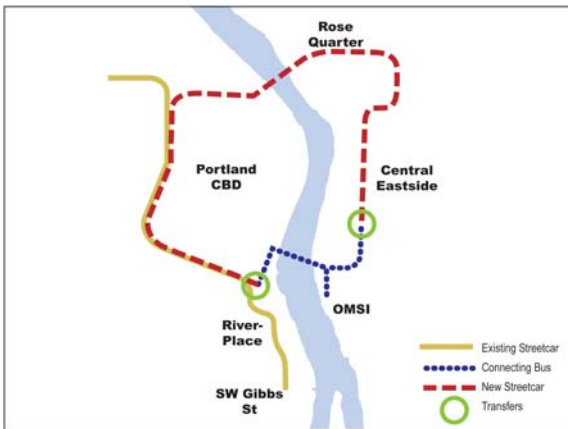 Rose
Quarter
Portland
CBD
Central
Eastside
OMSI
River-
Place
SW Gibbs
St
Existing Streetcar
Connecting Bus
New Streetcar
Transfers